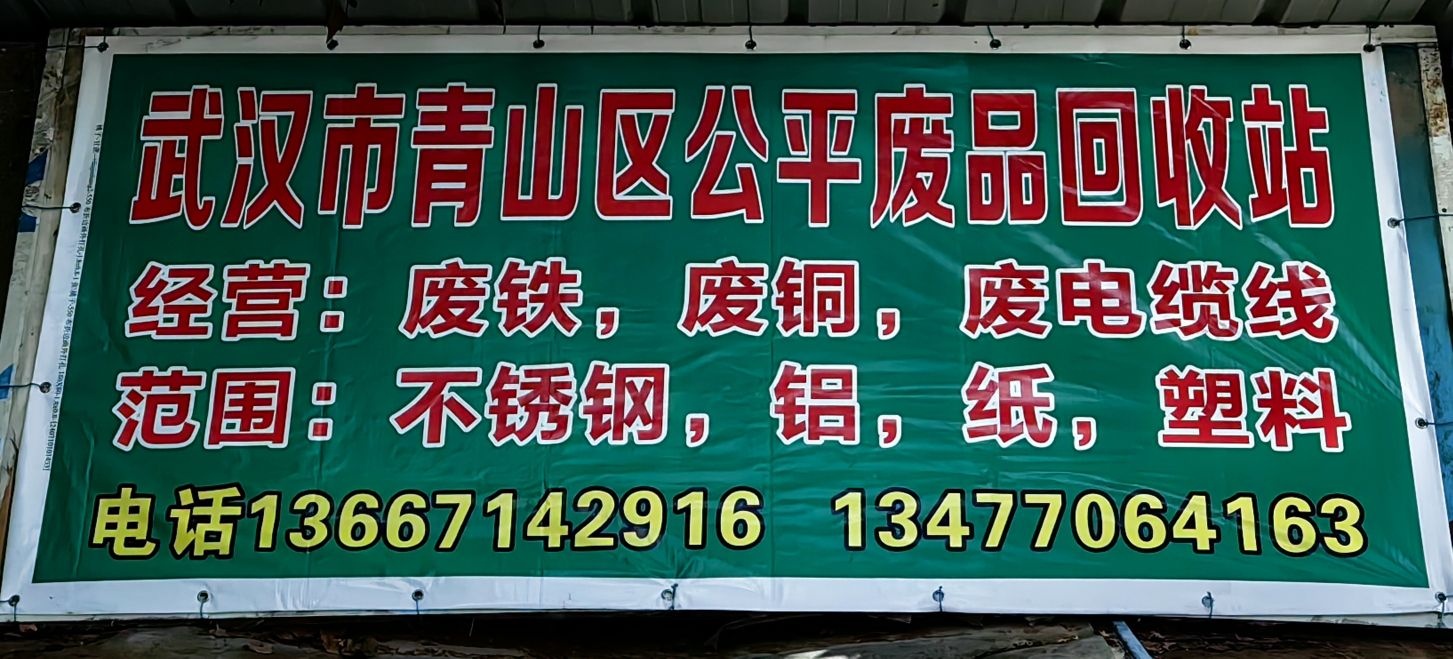 武汉市青山区公平废品回收站
经营：废铁，废铜，废电缆线
范围：不锈钢，铝，纸，塑料
电话13667142916 13477064163